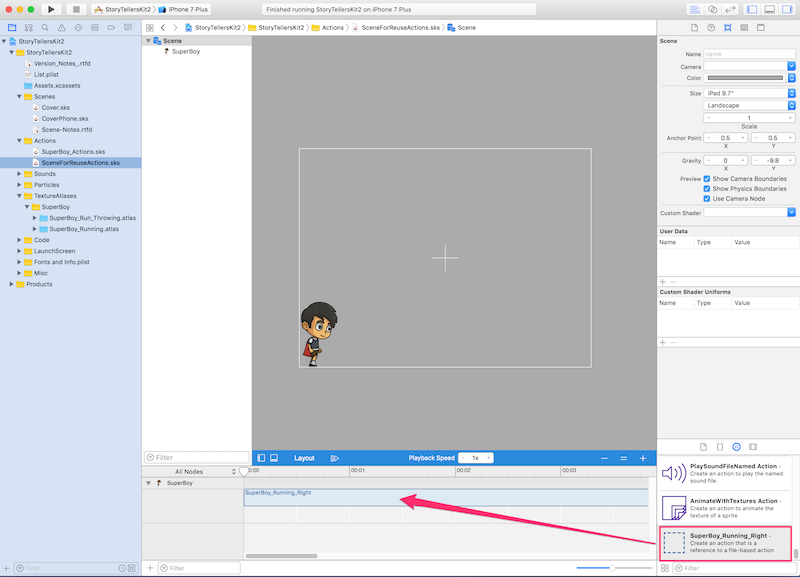 StoryTellersKit2 iPhone 7 Plus
Finished running StoryTellersKit2 on iPhone 7 Plus
StoryTellersKit2 StoryTellersKit2 Actions SceneForReuseActions.sks Scene
StoryTellersKit2
StoryTellersKit2
Version_Notes_.rtfd
List.plist
Assets.xcassets
Scenes
Cover.sks
CoverPhone.sks
Scene-Notes.rtfd
Actions
SuperBoy_Actions.sks
SceneForReuseActions.sks
Sounds
Particles
TextureAtlases
SuperBoy
SuperBoy_Run_Throwing.atlas
SuperBoy_Running.atlas
Code
LaunchScreen
Fonts and Info.plist
Misc
Products
Filter
Scene
SuperBoy
Filter
Layout
Playback Speed - 1x +
All Nodes
0:00 00:01 00:02 00:03
SuperBoy
SuperBoy_Running_Right
Filter
Scene
Name name
Camera
Color
Size iPad 9.7"
Landscape
- 1 +
Scale
Anchor Point - 0.5 + - 0.5 +
X Y
Gravity - 0 + - -9.8 +
X Y
Preview Show Camera Boundaries
Show Physics Boundaries
Use Camera Node
Custom Shader
User Data
Name Type Value
Custom Shader Uniforms
Name Type Value
PlaySoundFileNamed Action -
Create an action to play the named
sound file.
AnimateWithTextures Action -
Create an action to animate the
texture of a sprite
SuperBoy_Running_Right -
Create an action that is a
reference to a file-based action
Filter